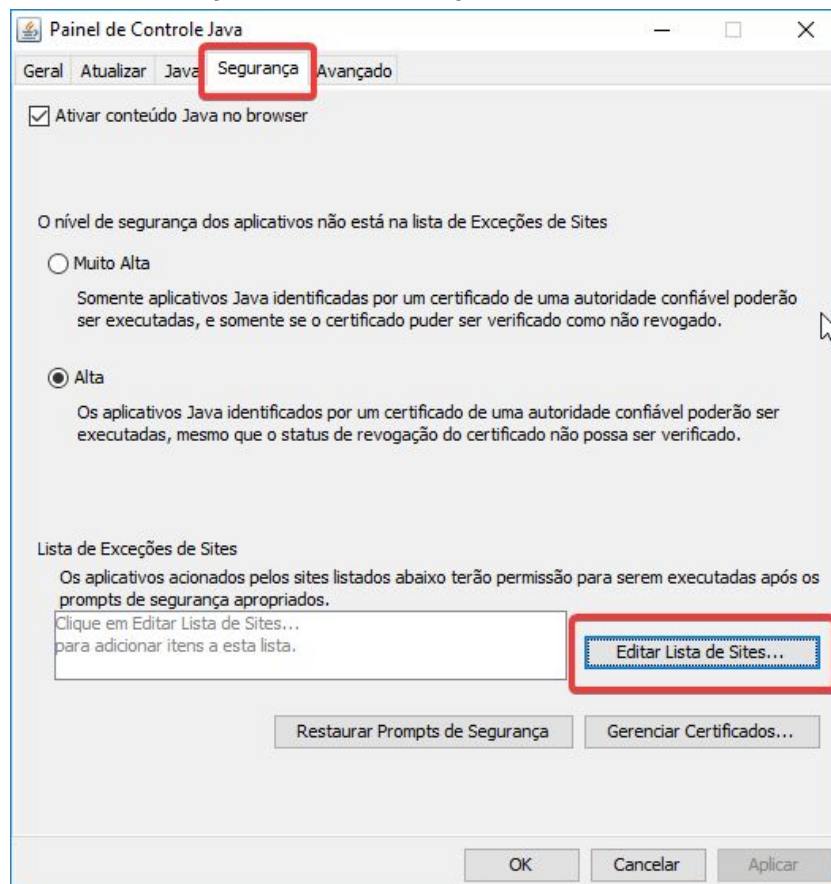 Painel de Controle Java
Geral Atualizar Java Segurança Avançado
Ativar conteúdo Java no browser
O nível de segurança dos aplicativos não está na lista de Exceções de Sites
Muito Alta
Somente aplicativos Java identificadas por um certificado de uma autoridade confiável poderão
ser executadas, e somente se o certificado puder ser verificado como não revogado.
Alta
Os aplicativos Java identificados por um certificado de uma autoridade confiável poderão ser
executadas, mesmo que o status de revogação do certificado não possa ser verificado.
Lista de Exceções de Sites
Os aplicativos acionados pelos sites listados abaixo terão permissão para serem executadas após os
prompts de segurança apropriados.
Clique em Editar Lista de Sites...
para adicionar itens a esta lista.
Editar Lista de Sites...
Restaurar Prompts de Segurança Gerenciar Certificados...
OK Cancelar Aplicar